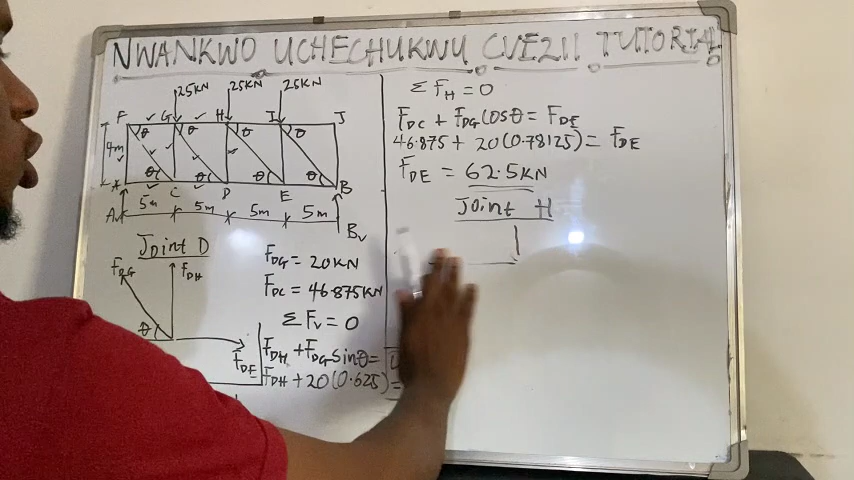 NWANKWO UCHECHUKWU CVE211 TUTORIAL
25KN 25KN 25KN
F G H I J
θ θ θ θ
4m
θ θ θ θ
A C D E B
5m 5m 5m 5m
Av Bv
Joint D
FDG FDH
θ
FDE
FDG = 20KN
FDC = 46.875KN
ΣFV = 0
FDH + FDG Sinθ =
FDH + 20(0.625) =
ΣFH = 0
FDC + FDG Cosθ = FDE
46.875 + 20(0.78125) = FDE
FDE = 62.5KN
Joint H